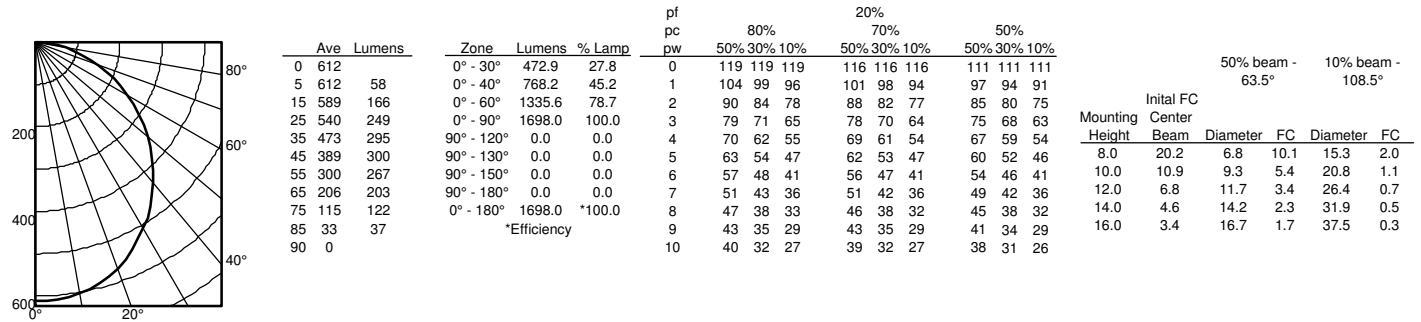 80°
60°
40°
200
400
600
0° 20°
Ave Lumens
0 612
5 612 58
15 589 166
25 540 249
35 473 295
45 389 300
55 300 267
65 206 203
75 115 122
85 33 37
90 0
Zone Lumens % Lamp
0° - 30° 472.9 27.8
0° - 40° 768.2 45.2
0° - 60° 1335.6 78.7
0° - 90° 1698.0 100.0
90° - 120° 0.0 0.0
90° - 130° 0.0 0.0
90° - 150° 0.0 0.0
90° - 180° 0.0 0.0
0° - 180° 1698.0 *100.0
*Efficiency
pf 20%
pc 80% 70% 50%
pw 50% 30% 10% 50% 30% 10% 50% 30% 10%
0 119 119 119 116 116 116 111 111 111
1 104 99 96 101 98 94 97 94 91
2 90 84 78 88 82 77 85 80 75
3 79 71 65 78 70 64 75 68 63
4 70 62 55 69 61 54 67 59 54
5 63 54 47 62 53 47 60 52 46
6 57 48 41 56 47 41 54 46 41
7 51 43 36 51 42 36 49 42 36
8 47 38 33 46 38 32 45 38 32
9 43 35 29 43 35 29 41 34 29
10 40 32 27 39 32 27 38 31 26
50% beam - 10% beam -
63.5° 108.5°
Inital FC
Mounting Center
Height Beam Diameter FC Diameter FC
8.0 20.2 6.8 10.1 15.3 2.0
10.0 10.9 9.3 5.4 20.8 1.1
12.0 6.8 11.7 3.4 26.4 0.7
14.0 4.6 14.2 2.3 31.9 0.5
16.0 3.4 16.7 1.7 37.5 0.3